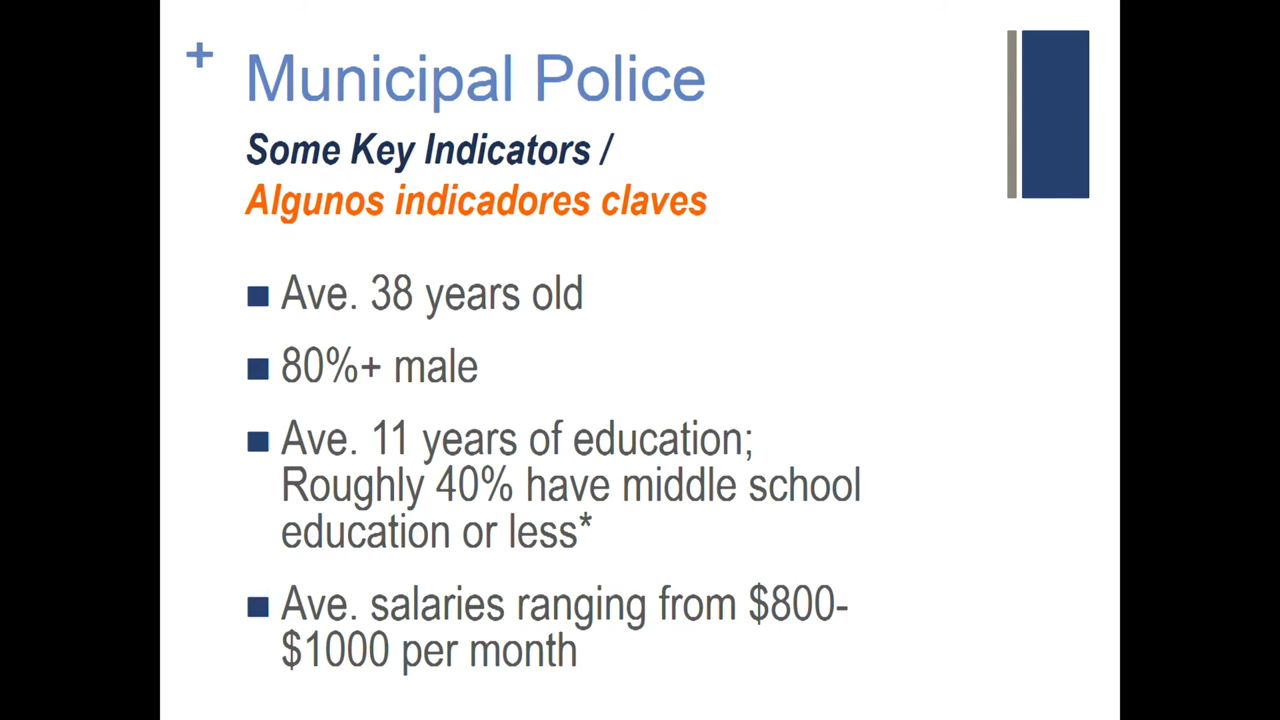 + Municipal Police
Some Key Indicators /
Algunos indicadores claves
Ave. 38 years old
80%+ male
Ave. 11 years of education;
Roughly 40% have middle school
education or less*
Ave. salaries ranging from $800-
$1000 per month